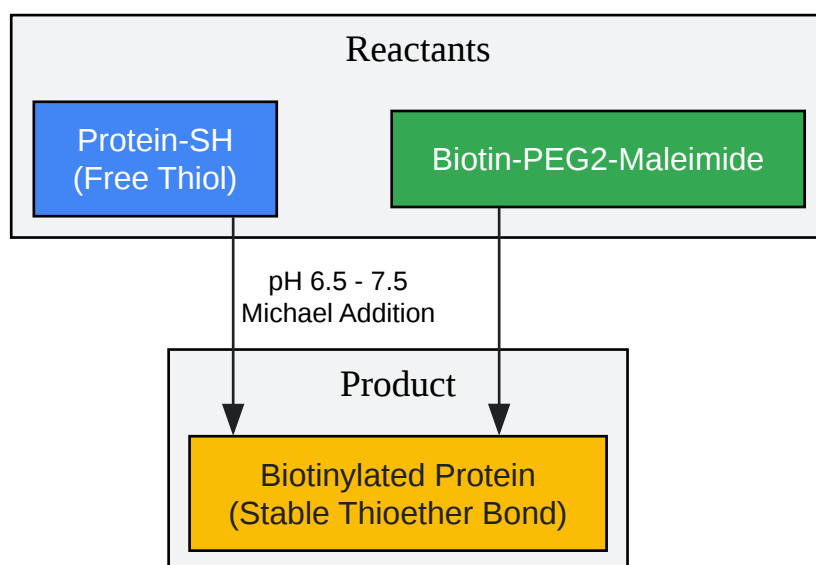 Reactants
Protein-SH
(Free Thiol)
Biotin-PEG2-Maleimide
pH 6.5 - 7.5
Michael Addition
Product
Biotinylated Protein
(Stable Thioether Bond)